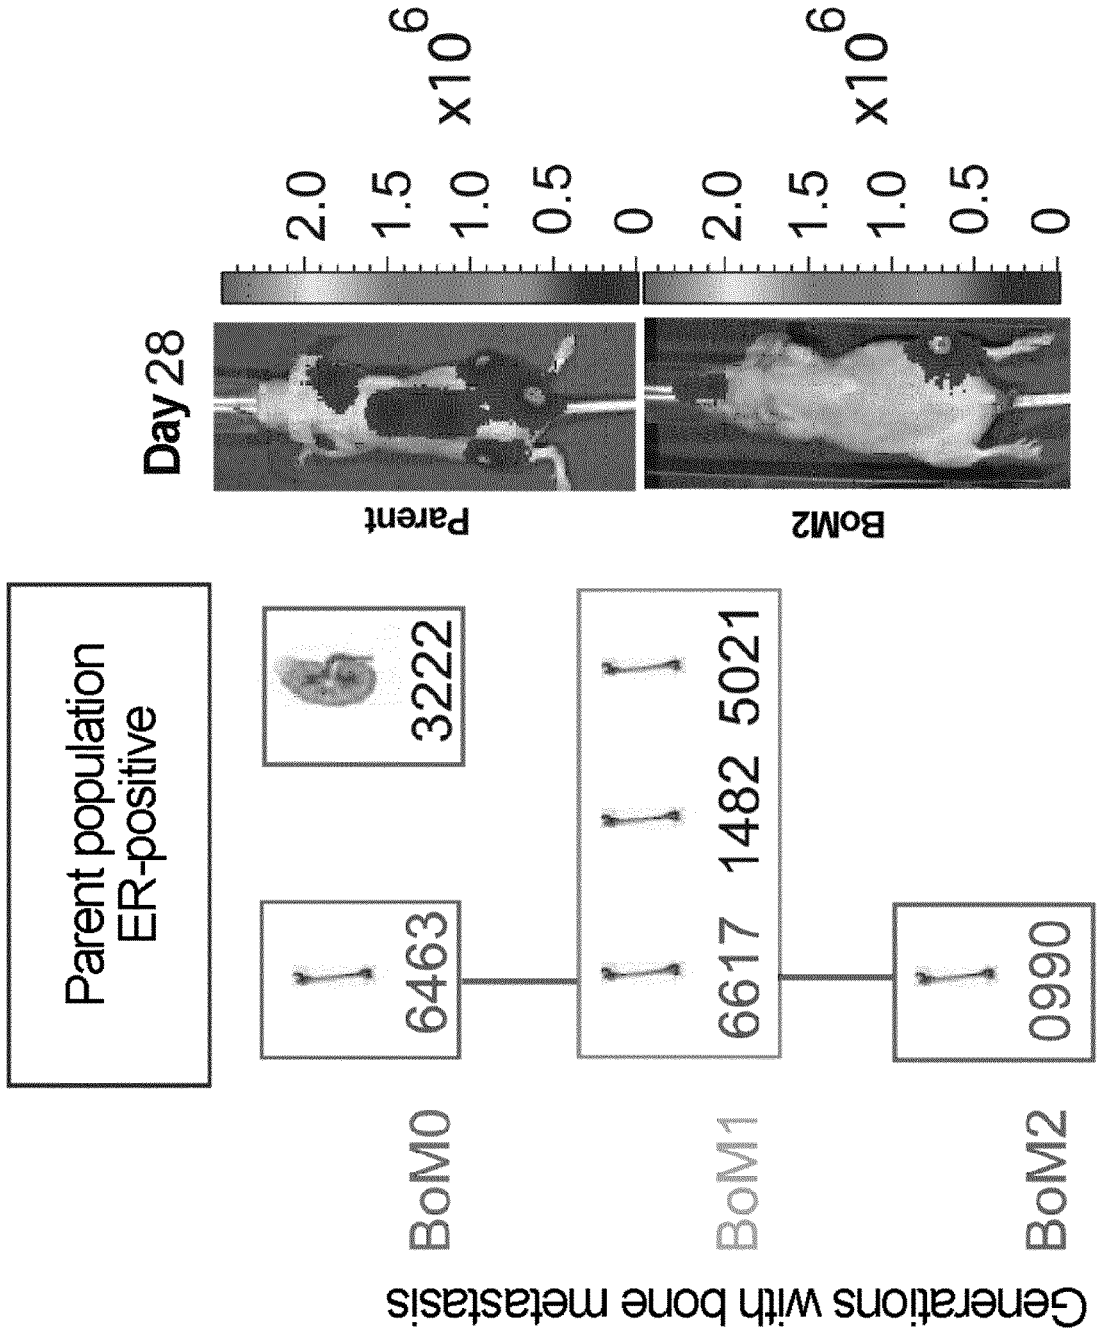 Parent population
ER-positive
Day 28
6463
3222
6617 1482 5021
0990
BoM0
BoM1
BoM2
Generations with bone metastasis
Parent
BoM2
2.0
1.5
1.0
0.5
0
x10
6
2.0
1.5
1.0
0.5
0
x10
6